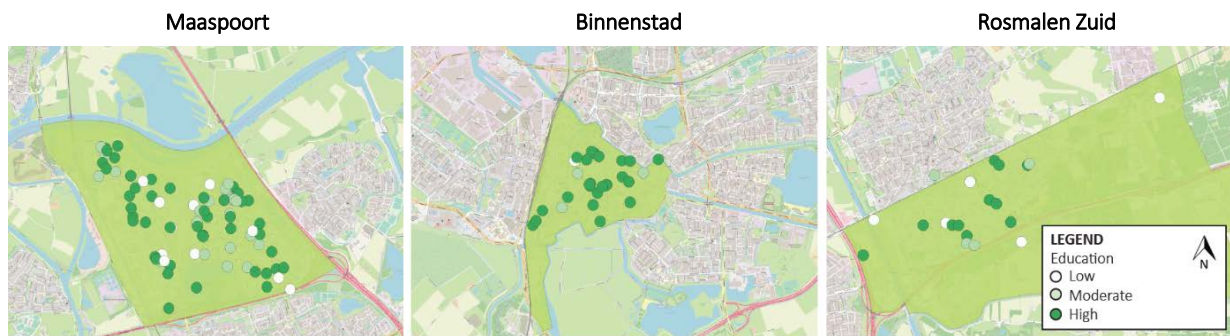 Maaspoort
Binnenstad
Rosmalen Zuid
LEGEND
Education
Low
Moderate
High
N